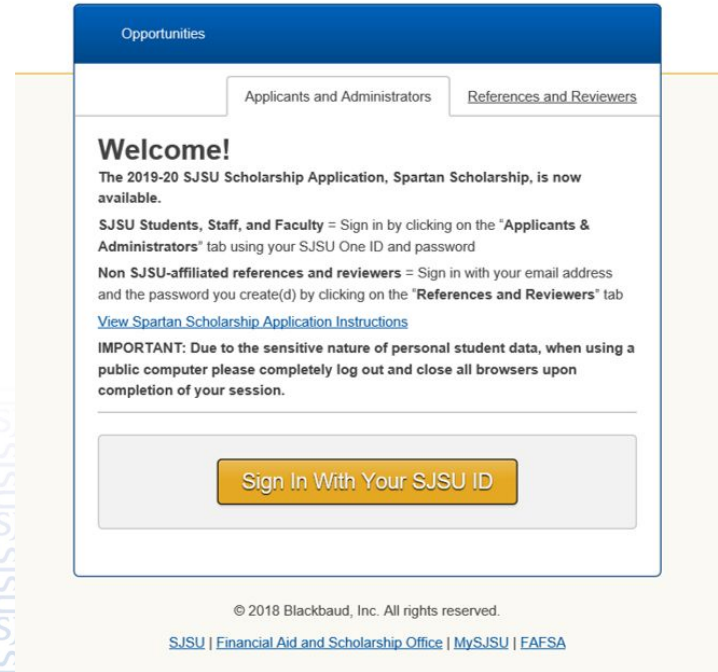 Opportunities
Applicants and Administrators References and Reviewers
Welcome!
The 2019-20 SJSU Scholarship Application, Spartan Scholarship, is now
available.
SJSU Students, Staff, and Faculty = Sign in by clicking on the "Applicants &
Administrators" tab using your SJSU One ID and password
Non SJSU-affiliated references and reviewers = Sign in with your email address
and the password you create(d) by clicking on the "References and Reviewers" tab
View Spartan Scholarship Application Instructions
IMPORTANT: Due to the sensitive nature of personal student data, when using a
public computer please completely log out and close all browsers upon
completion of your session.
Sign In With Your SJSU ID
© 2018 Blackbaud, Inc. All rights reserved.
SJSU | Financial Aid and Scholarship Office | MySJSU | FAFSA